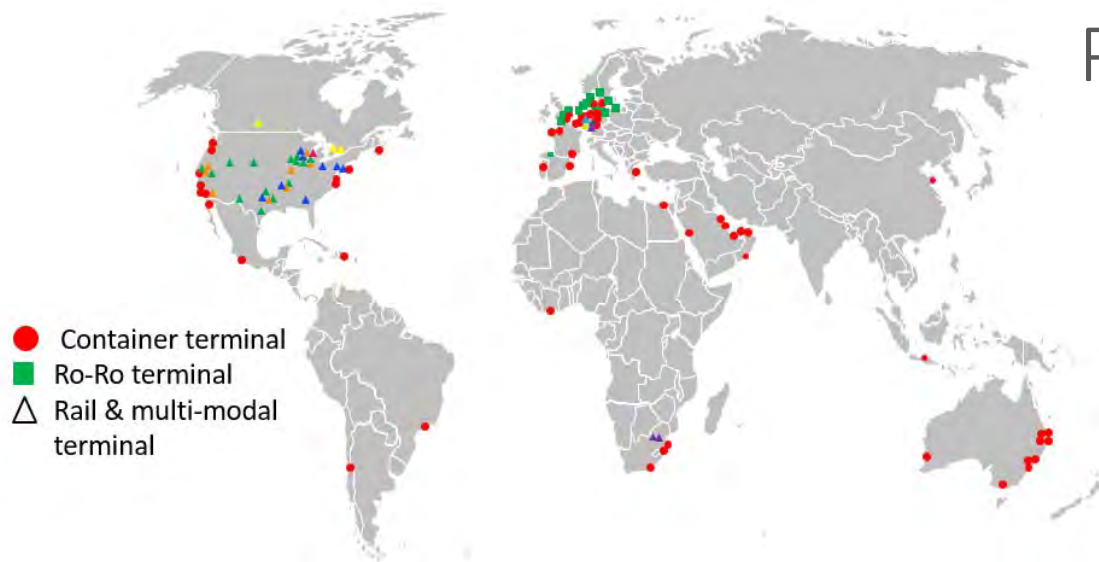 Container terminal
Ro-Ro terminal
Rail & multi-modal
terminal